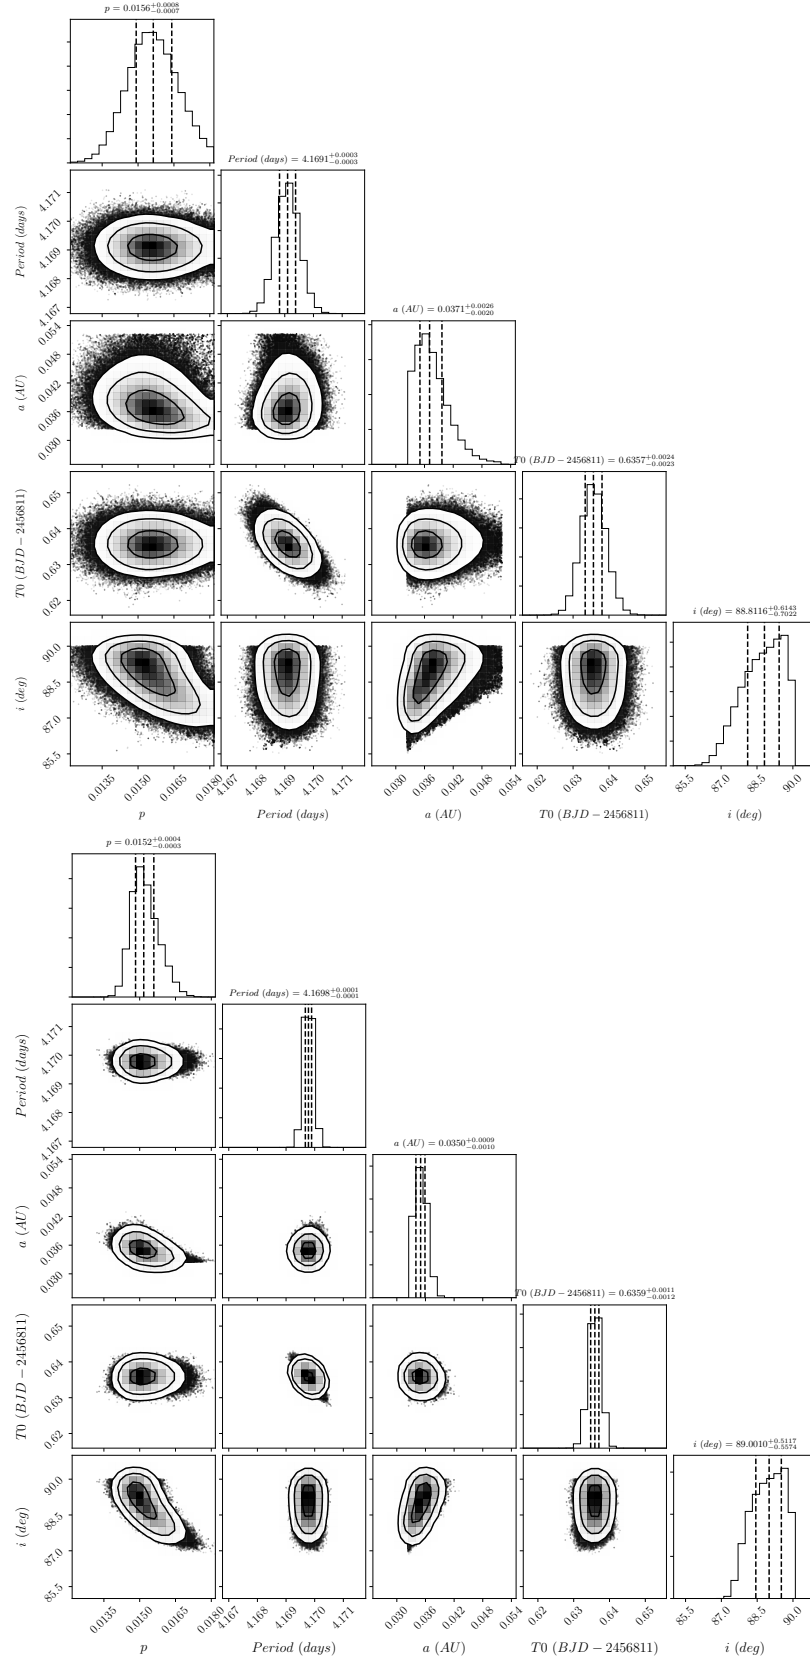 p = 0.0156+0.0008−0.0007
Period (days) = 4.1691+0.0003−0.0003
4.171
4.170
4.169
4.168
4.167
Period (days)
a (AU) = 0.0371+0.0026−0.0020
0.054
0.048
0.042
0.036
0.030
a (AU)
T0 (BJD − 2456811) = 0.6357+0.0024−0.0023
0.65
0.64
0.63
0.62
T0 (BJD − 2456811)
i (deg) = 88.8116+0.6143−0.7022
90.0
88.5
87.0
85.5
i (deg)
0.0135 0.0150 0.0165 0.0180 4.167 4.168 4.169 4.170 4.171 0.030 0.036 0.042 0.048 0.054 0.62 0.63 0.64 0.65 85.5 87.0 88.5 90.0
p Period (days) a (AU) T0 (BJD − 2456811) i (deg)
p = 0.0152+0.0004−0.0003
Period (days) = 4.1698+0.0001−0.0001
4.171
4.170
4.169
4.168
4.167
Period (days)
a (AU) = 0.0350+0.0009−0.0010
0.054
0.048
0.042
0.036
0.030
a (AU)
T0 (BJD − 2456811) = 0.6359+0.0011−0.0012
0.65
0.64
0.63
0.62
T0 (BJD − 2456811)
i (deg) = 89.0010+0.5117−0.5574
90.0
88.5
87.0
85.5
i (deg)
0.0135 0.0150 0.0165 0.0180 4.167 4.168 4.169 4.170 4.171 0.030 0.036 0.042 0.048 0.054 0.62 0.63 0.64 0.65 85.5 87.0 88.5 90.0
p Period (days) a (AU) T0 (BJD − 2456811) i (deg)